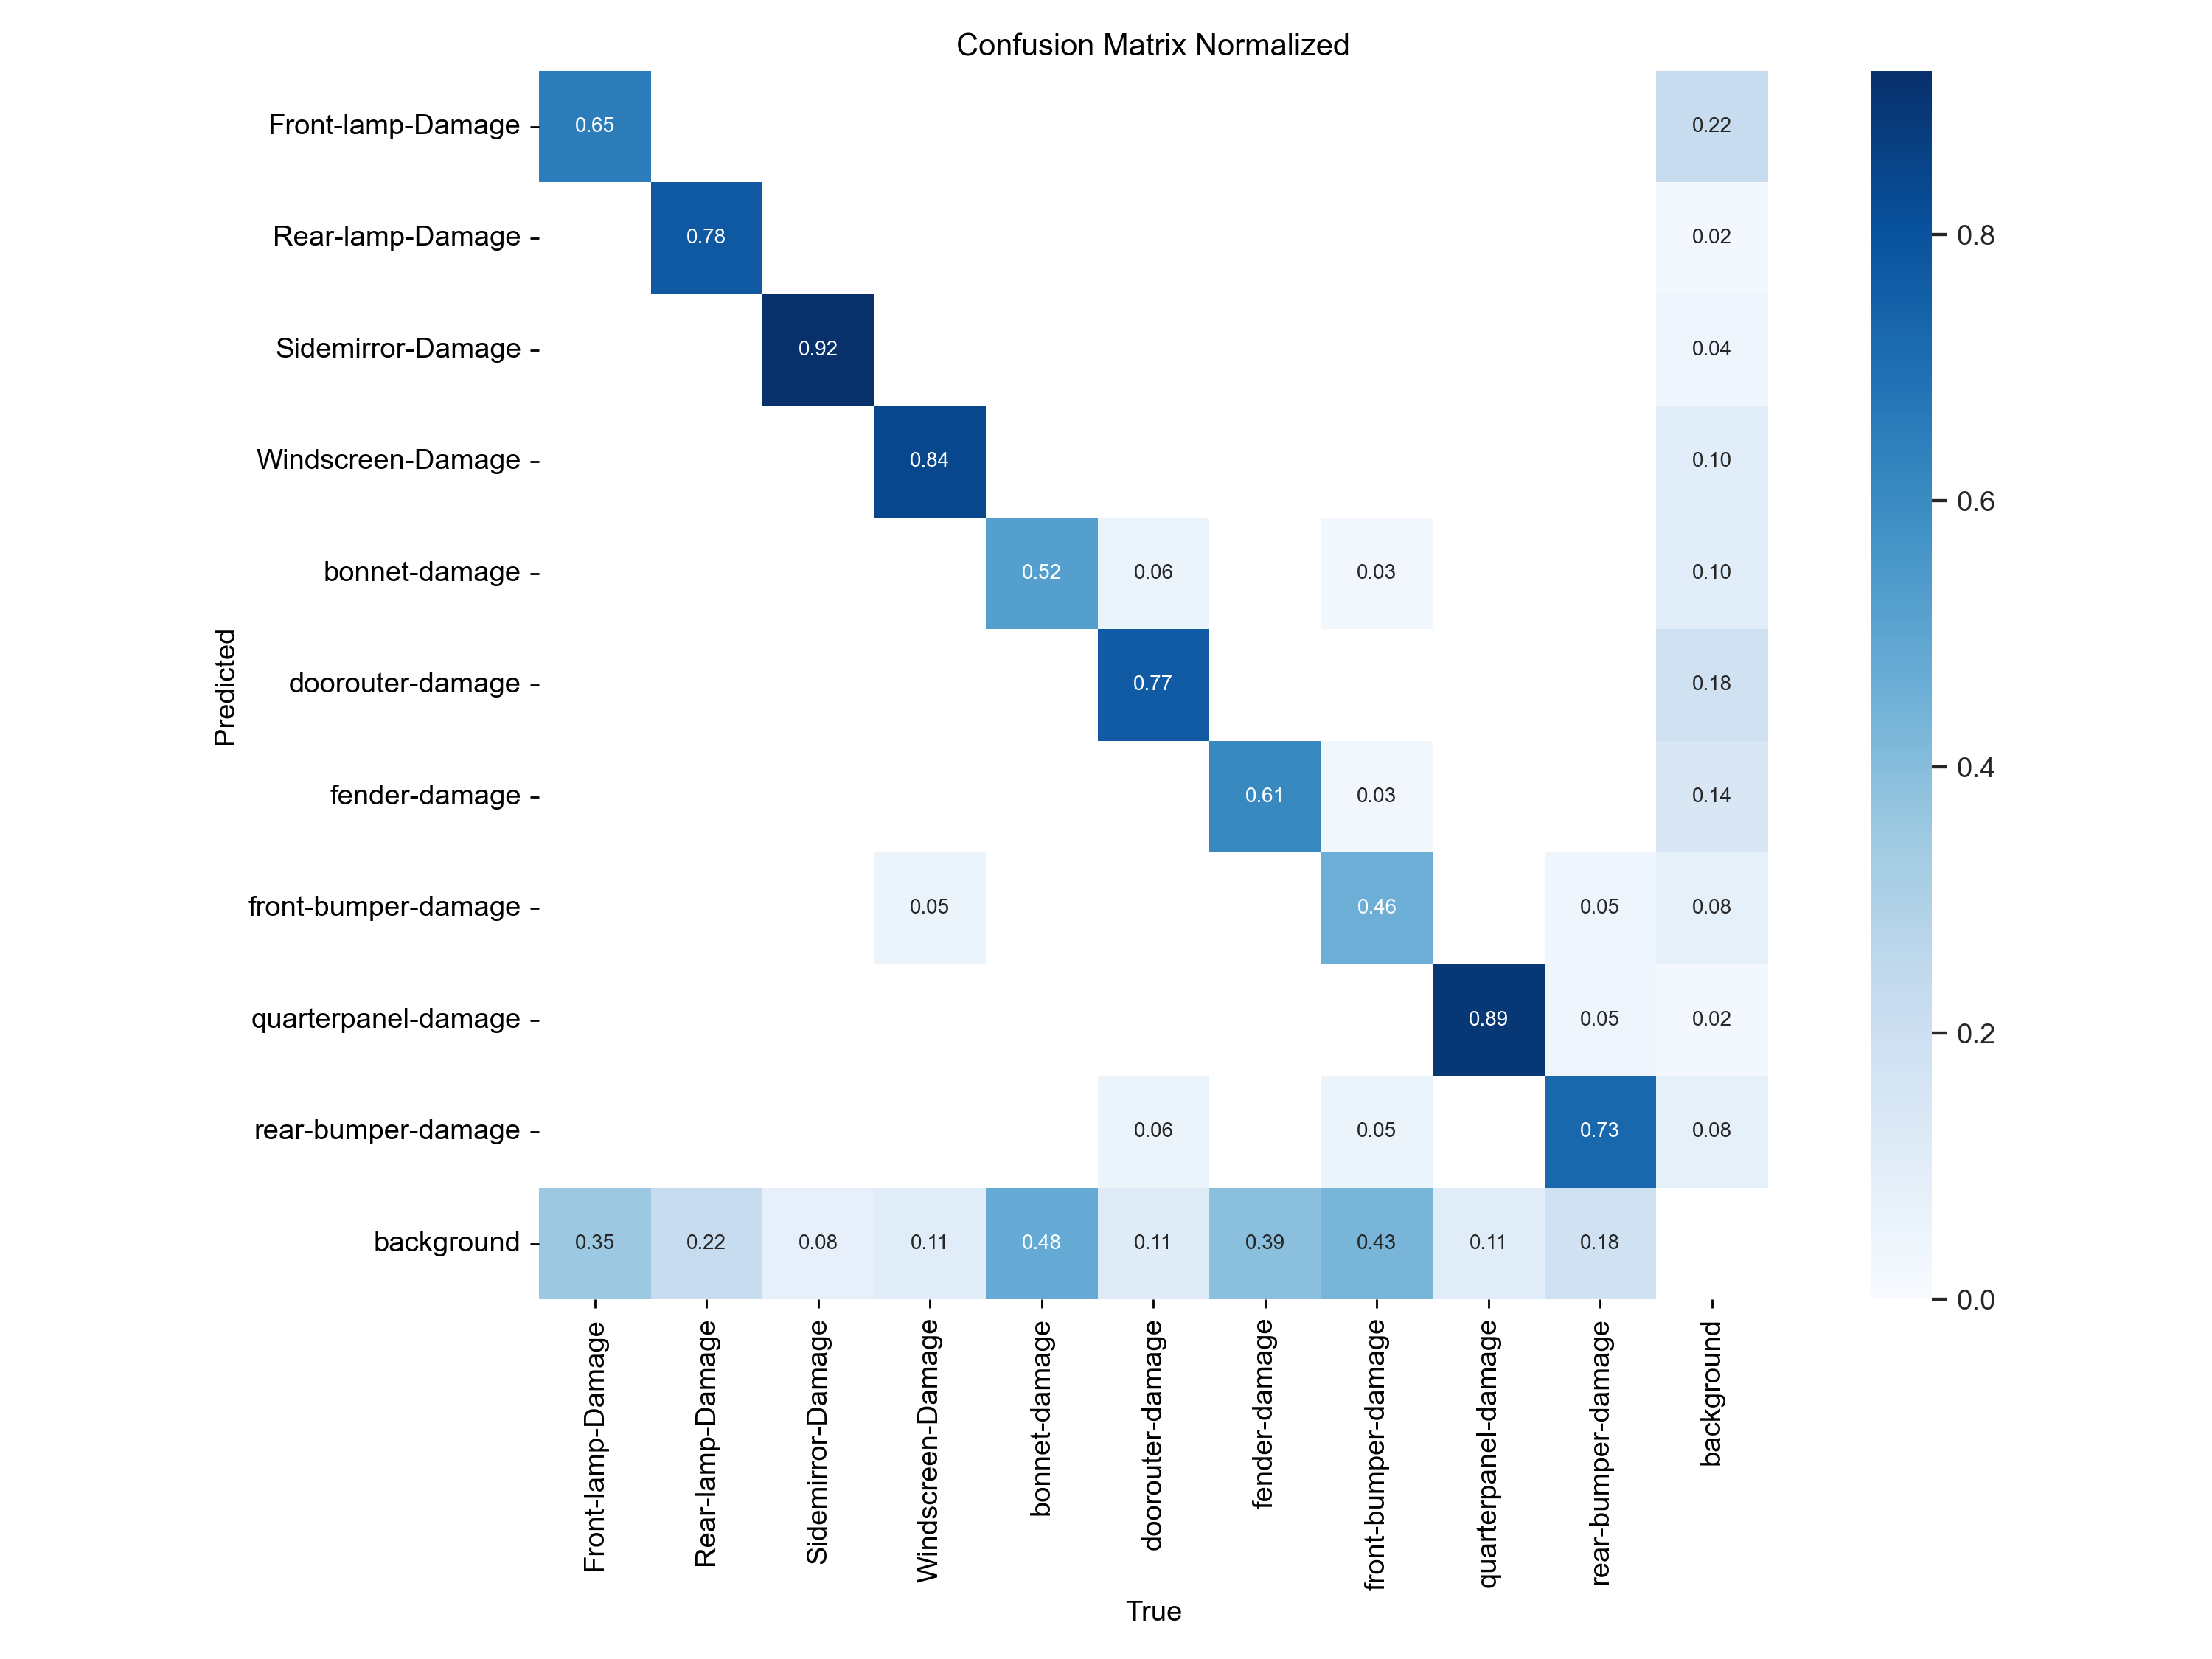 Confusion Matrix Normalized
Predicted
Front-lamp-Damage 0.65 0.22
Rear-lamp-Damage 0.78 0.02
Sidemirror-Damage 0.92 0.04
Windscreen-Damage 0.84 0.10
bonnet-damage 0.52 0.06 0.03 0.10
doorouter-damage 0.77 0.18
fender-damage 0.61 0.03 0.14
front-bumper-damage 0.05 0.46 0.05 0.08
quarterpanel-damage 0.89 0.05 0.02
rear-bumper-damage 0.06 0.05 0.73 0.08
background 0.35 0.22 0.08 0.11 0.48 0.11 0.39 0.43 0.11 0.18
Front-lamp-Damage
Rear-lamp-Damage
Sidemirror-Damage
Windscreen-Damage
bonnet-damage
doorouter-damage
fender-damage
front-bumper-damage
quarterpanel-damage
rear-bumper-damage
background
True
0.8
0.6
0.4
0.2
0.0